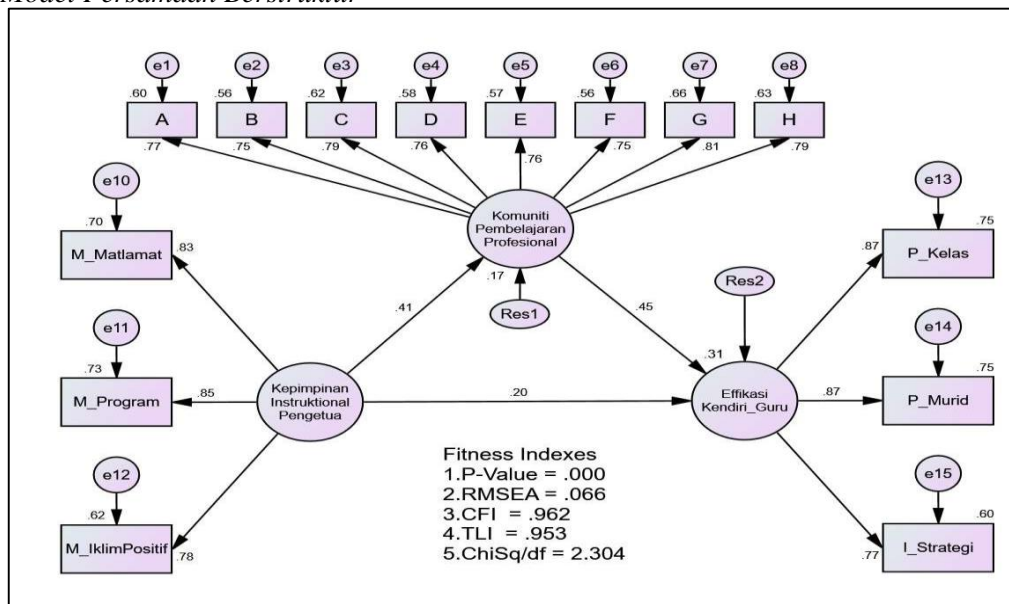 Model Persamaan Berstruktur
e1 e2 e3 e4 e5 e6 e7 e8
.60 .56 .62 .58 .57 .56 .66 .63
A B C D E F G H
.77 .75 .79 .76 .76 .75 .81 .79
e10
.70
M_Matlamat
.83
Komuniti
Pembelajaran
Profesional
.17
Res1
e13
.75
P_Kelas
.87
.41
.45
Res2
e11
.73
M_Program
.85
Kepimpinan
Instruktional
Pengetua
.20
.31
Effikasi
Kendiri_Guru
e14
.75
P_Murid
.87
e12
.62
M_IklimPositif
.78
Fitness Indexes
1.P-Value = .000
2.RMSEA = .066
3.CFI = .962
4.TLI = .953
5.ChiSq/df = 2.304
e15
.60
I_Strategi
.77